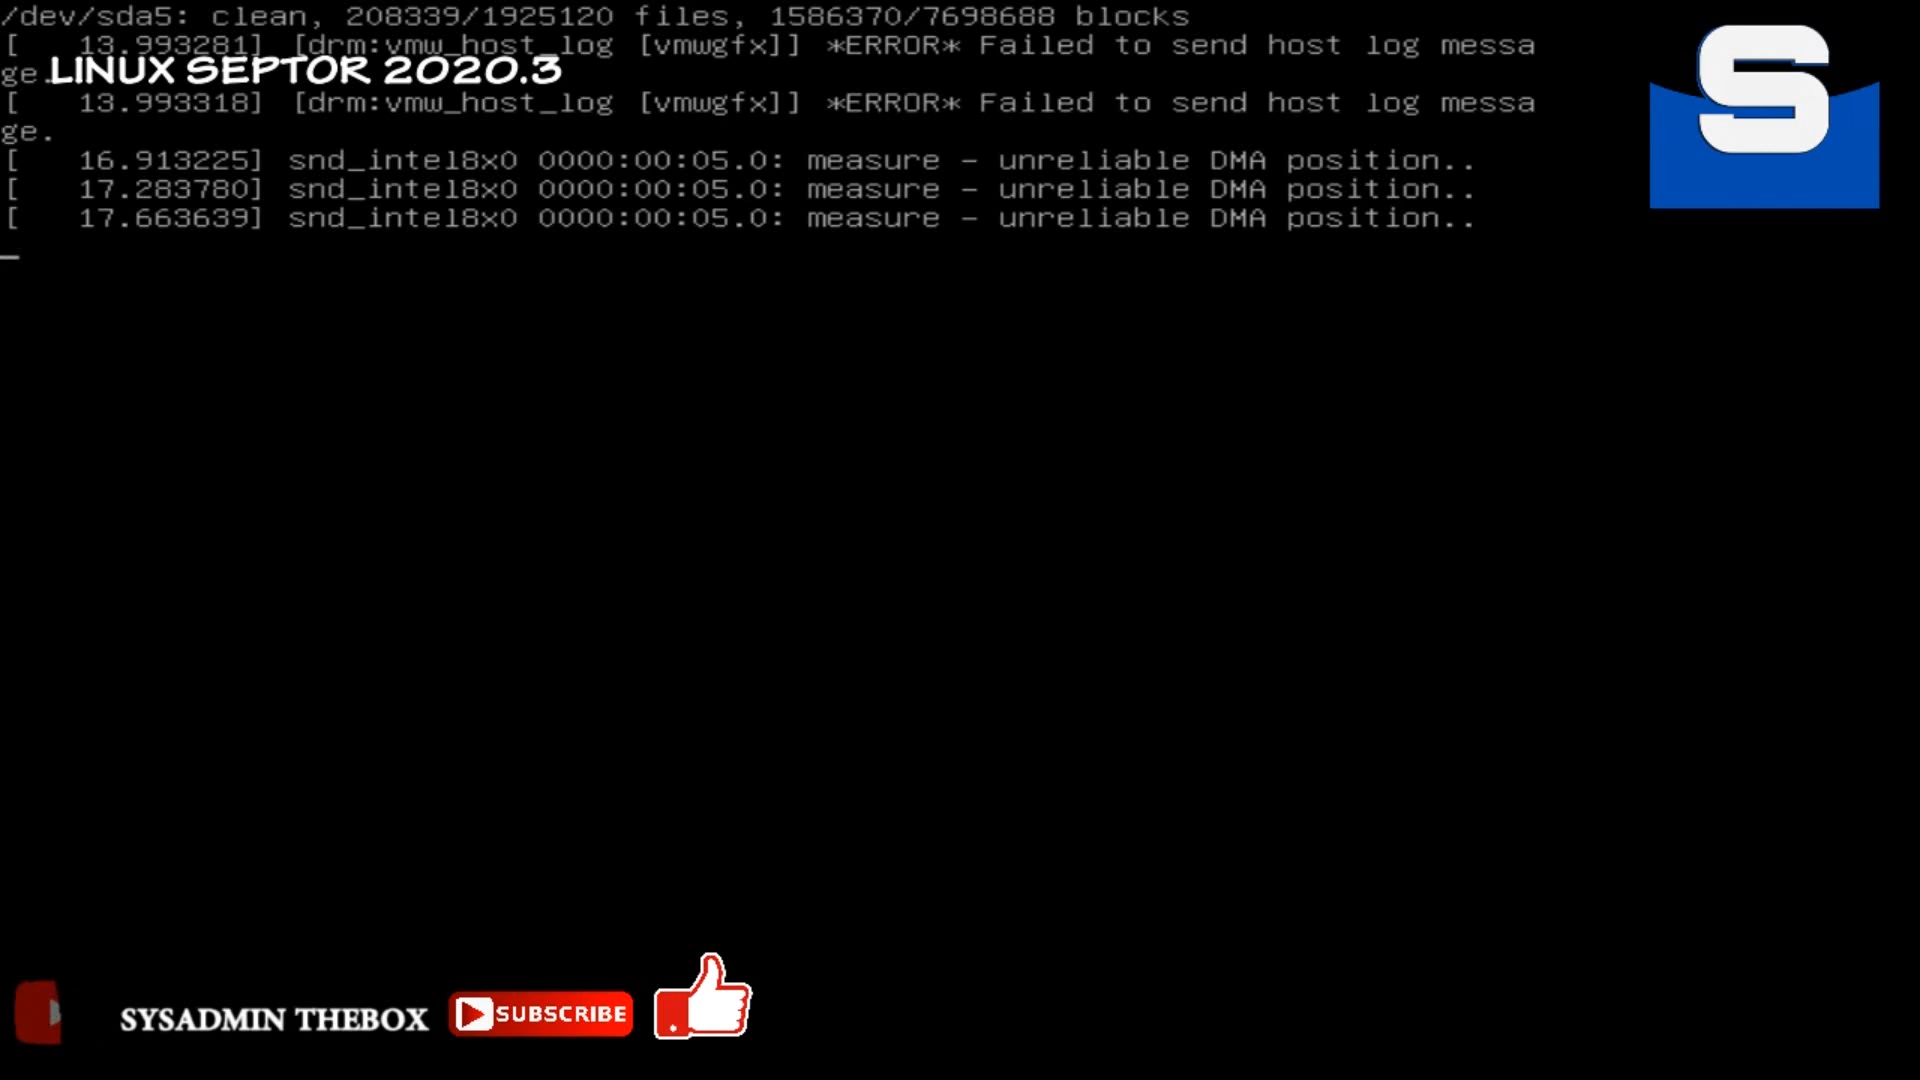 /dev/sda5: clean, 208339/1925120 files, 1586370/7698688 blocks
[   13.993281] [drm:vmw_host_log [vmwgfx]] *ERROR* Failed to send host log messa
ge.
LINUX SEPTOR 2020.3
[   13.993318] [drm:vmw_host_log [vmwgfx]] *ERROR* Failed to send host log messa
ge.
[   16.913225] snd_intel8x0 0000:00:05.0: measure - unreliable DMA position..
[   17.283780] snd_intel8x0 0000:00:05.0: measure - unreliable DMA position..
[   17.663639] snd_intel8x0 0000:00:05.0: measure - unreliable DMA position..
_
S
SYSADMIN THEBOX
SUBSCRIBE